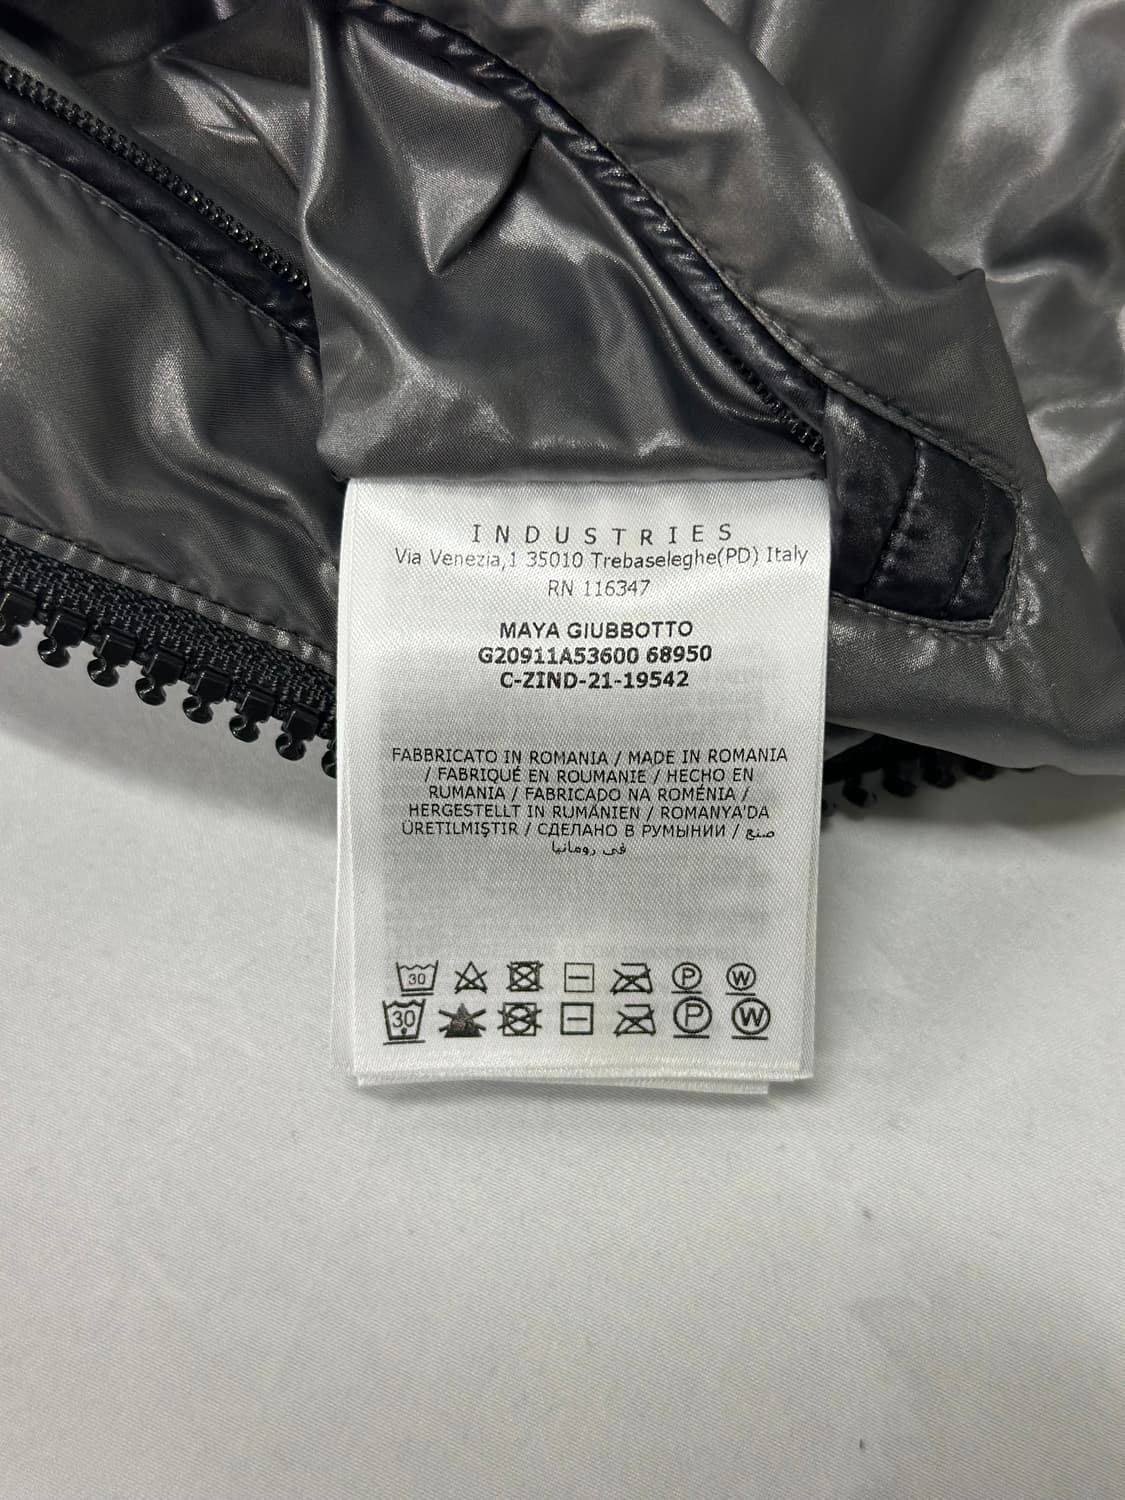 INDUSTRIES
Via Venezia,1 35010 Trebaseleghe(PD) Italy
RN 116347
MAYA GIUBBOTTO
G20911A53600 68950
C-ZIND-21-19542
FABBRICATO IN ROMANIA / MADE IN ROMANIA
/ FABRIQUÉ EN ROUMANIE / HECHO EN
RUMANIA / FABRICADO NA ROMÉNIA /
HERGESTELLT IN RUMÄNIEN / ROMANYA'DA
ÜRETILMIŞTIR / СДЕЛАНО В РУМЫНИИ / صنع
في رومانيا
30 P W
30 P W